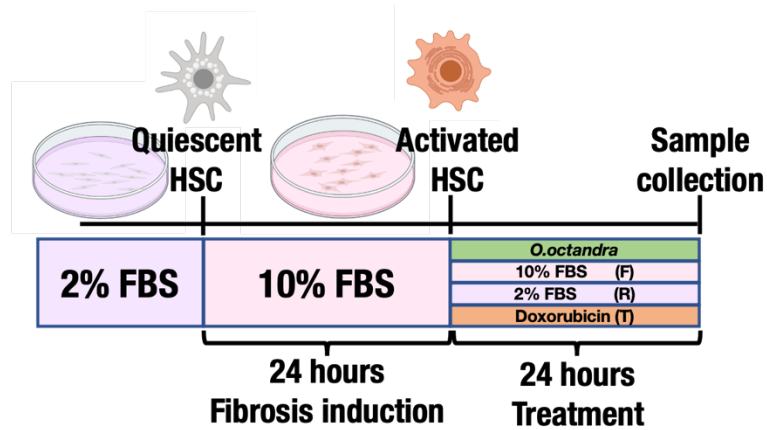 Quiescent
HSC
Activated
HSC
Sample
collection
2% FBS
10% FBS
O.octandra
10% FBS (F)
2% FBS (R)
Doxorubicin (T)
24 hours
Fibrosis induction
24 hours
Treatment